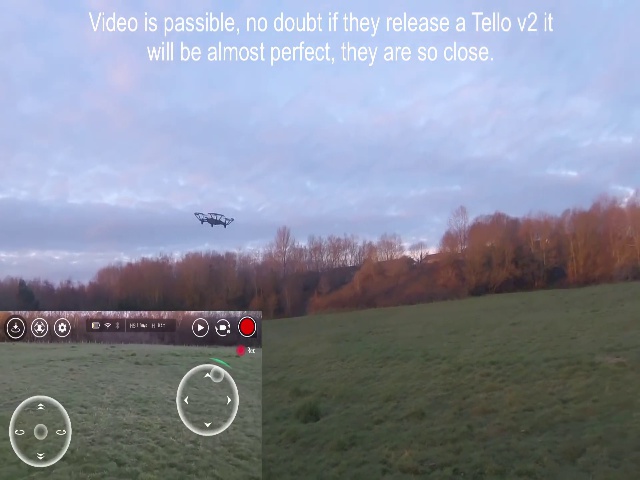 Video is passible, no doubt if they release a Tello v2 it
will be almost perfect, they are so close.
Rec